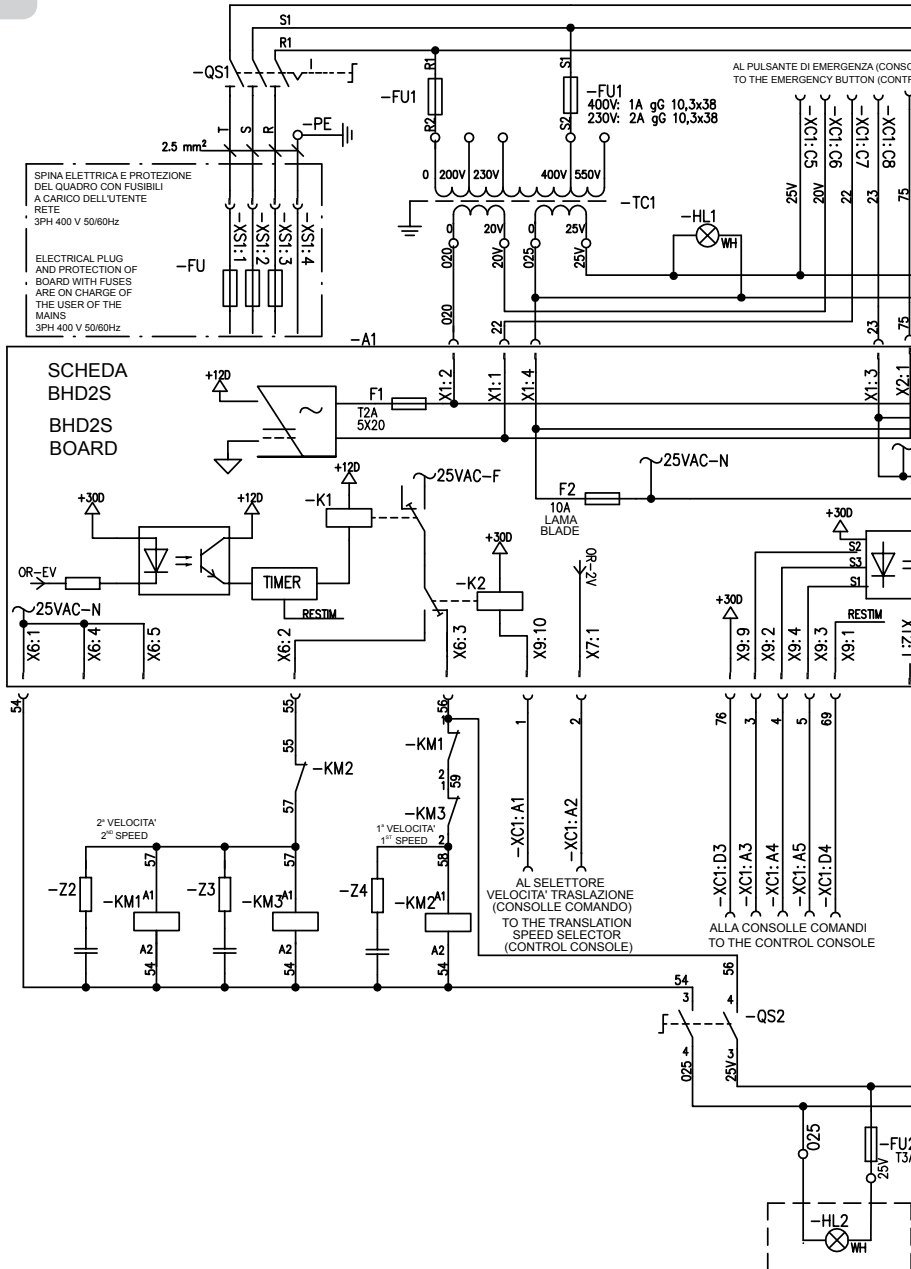 S1
R1
-QS1
I
T
S
R
-PE
2.5 mm²
SPINA ELETTRICA E PROTEZIONE
DEL QUADRO CON FUSIBILI
A CARICO DELL'UTENTE
RETE
3PH 400 V 50/60Hz
ELECTRICAL PLUG
AND PROTECTION OF
BOARD WITH FUSES
ARE ON CHARGE OF
THE USER OF THE
MAINS
3PH 400 V 50/60Hz
-XS1:1
-XS1:2
-XS1:3
-XS1:4
-FU
R1
-FU1
R2
S1
-FU1
400V: 1A gG 10,3x38
230V: 2A gG 10,3x38
S2
0
200V
230V
400V
550V
-TC1
0
20V
0
25V
020
20V
025
25V
-HL1
WH
AL PULSANTE DI EMERGENZA (CONSO
TO THE EMERGENCY BUTTON (CONTR
-XC1:C5
-XC1:C6
-XC1:C7
-XC1:C8
25V
20V
22
23
75
020
22
23
75
-A1
SCHEDA
BHD2S
BHD2S
BOARD
+12D
F1
T2A
5X20
X1:2
X1:1
X1:4
X1:3
X2:1
+12D
25VAC-F
25VAC-N
F2
10A
LAMA
BLADE
+30D
+12D
-K1
OR-EV
TIMER
RESTIM
+30D
-K2
OR-2V
+30D
S2
S3
S1
+30D
RESTIM
25VAC-N
X6:1
X6:4
X6:5
X6:2
X6:3
X9:10
X7:1
X9:9
X9:2
X9:4
X9:3
X9:1
X12:1
54
55
56
1
2
76
3
4
5
69
55
-KM2
57
1
-KM1
2
1
59
-KM3
2
2ª VELOCITA'
2ND SPEED
1ª VELOCITA'
1ST SPEED
57
57
58
-Z2
-KM1
A1
A2
54
-Z3
-KM3
A1
A2
54
-Z4
-KM2
A1
A2
54
-XC1:A1
-XC1:A2
AL SELETTORE
VELOCITA' TRASLAZIONE
(CONSOLLE COMANDO)
TO THE TRANSLATION
SPEED SELECTOR
(CONTROL CONSOLE)
-XC1:D3
-XC1:A3
-XC1:A4
-XC1:A5
-XC1:D4
ALLA CONSOLLE COMANDI
TO THE CONTROL CONSOLE
54
56
3
4
-QS2
4
3
025
25V
025
25V
-FU2
T3A
-HL2
WH